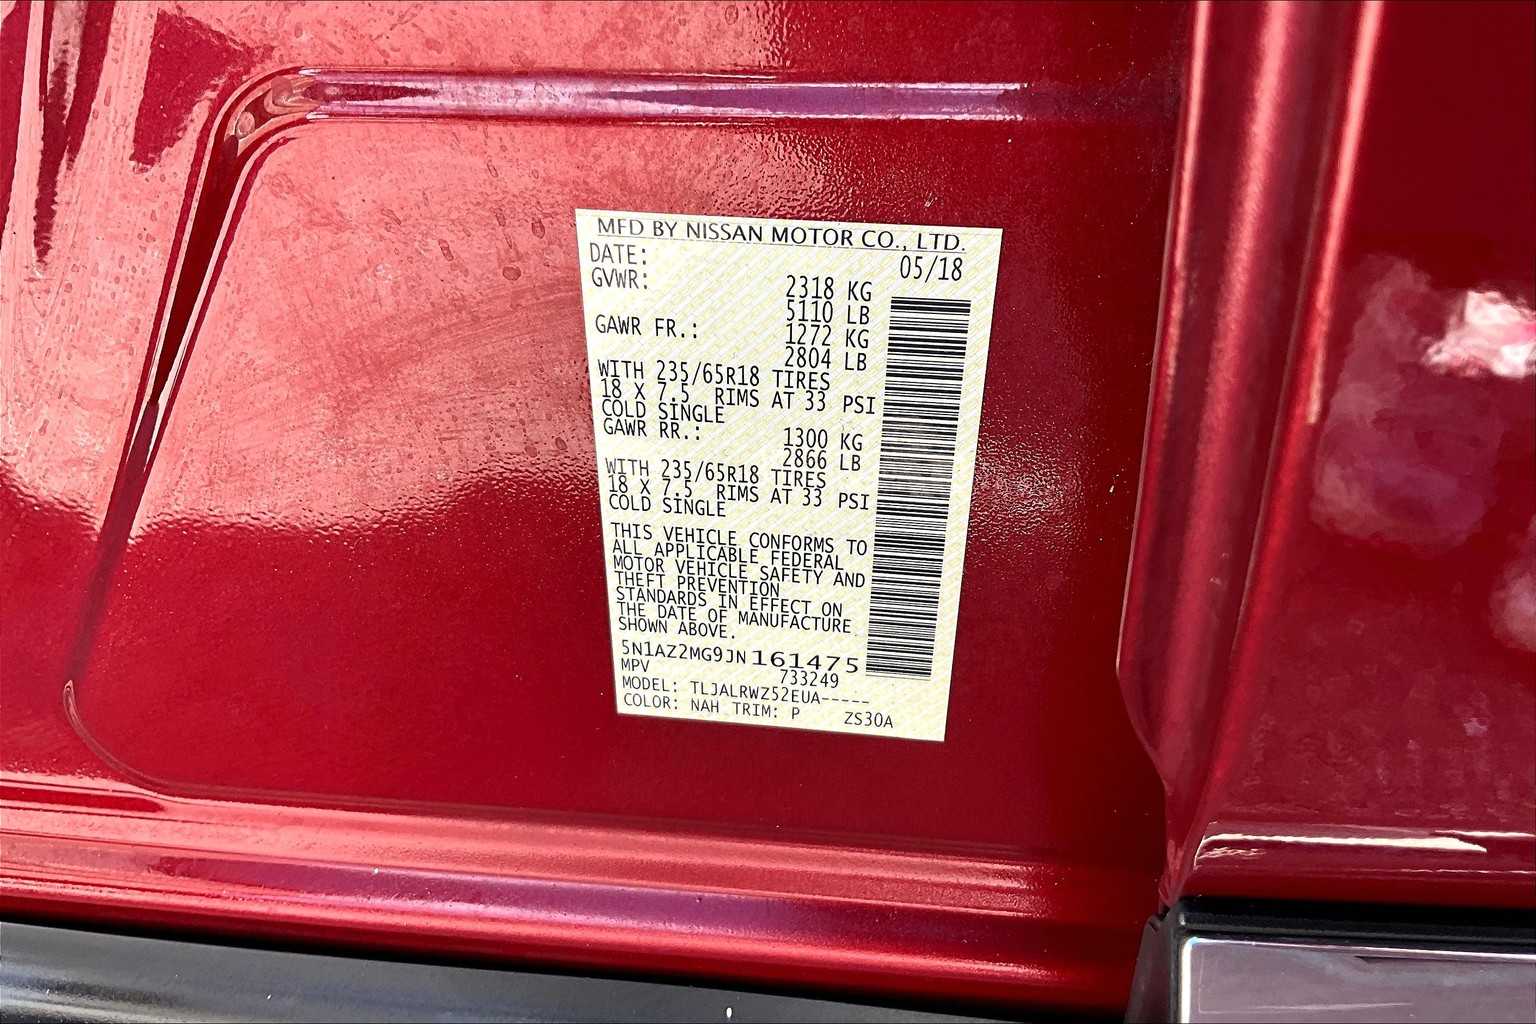 MFD BY NISSAN MOTOR CO., LTD.
DATE: 05/18
GVWR: 2318 KG
5110 LB
GAWR FR.: 1272 KG
2804 LB
WITH 235/65R18 TIRES
18 X 7.5 RIMS AT 33 PSI
COLD SINGLE
GAWR RR.: 1300 KG
2866 LB
WITH 235/65R18 TIRES
18 X 7.5 RIMS AT 33 PSI
COLD SINGLE
THIS VEHICLE CONFORMS TO
ALL APPLICABLE FEDERAL
MOTOR VEHICLE SAFETY AND
THEFT PREVENTION
STANDARDS IN EFFECT ON
THE DATE OF MANUFACTURE
SHOWN ABOVE.
5N1AZ2MG9JN161475
MPV 733249
MODEL: TLJALRWZ52EUA-----
COLOR: NAH TRIM: P ZS30A